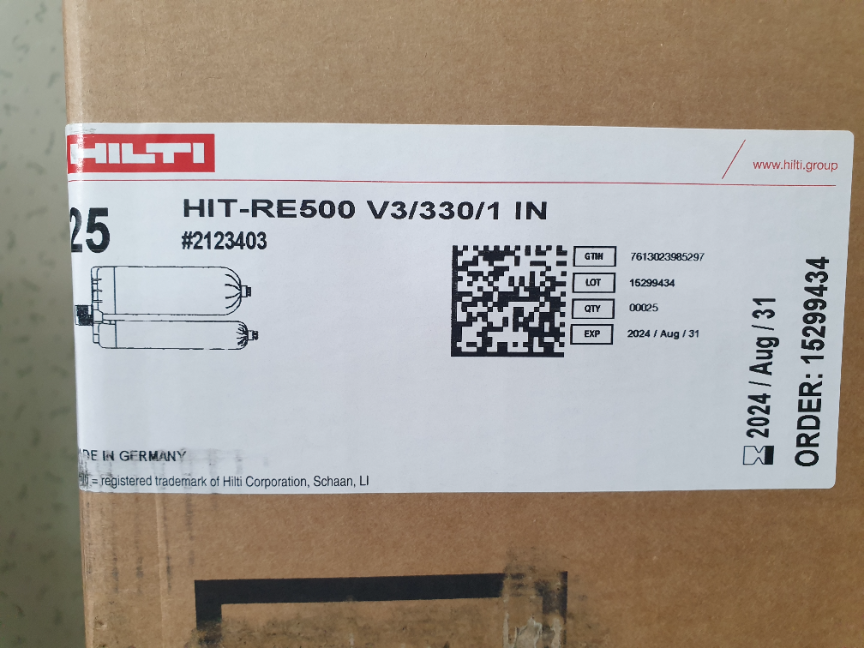 HILTI
www.hilti.group
25
HIT-RE500 V3/330/1 IN
#2123403
GTIN 7613023985297
LOT 15299434
QTY 00025
EXP 2024 / Aug / 31
2024 / Aug / 31
ORDER: 15299434
DE IN GERMANY
= registered trademark of Hilti Corporation, Schaan, LI